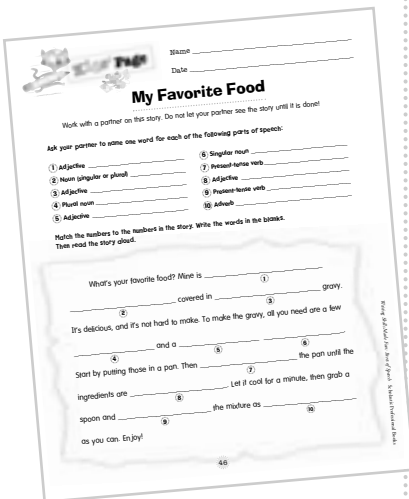 Page
Name
Date
My Favorite Food
Work with a partner on this story. Do not let your partner see the story until it is done!
Ask your partner to name one word for each of the following parts of speech:
① Adjective
② Noun (singular or plural)
③ Adjective
④ Plural noun
⑤ Adjective
⑥ Singular noun
⑦ Present-tense verb
⑧ Adjective
⑨ Present-tense verb
⑩ Adverb
Match the numbers to the numbers in the story. Write the words in the blanks.
Then read the story aloud.
What's your favorite food? Mine is
①
covered in gravy.
② ③
It's delicious, and it's not hard to make. To make the gravy, all you need are a few
and a .
④ ⑤ ⑥
Start by putting those in a pan. Then the pan until the
⑦
ingredients are . Let it cool for a minute, then grab a
⑧
spoon and the mixture as
⑨ ⑩
as you can. Enjoy!
46
Writing Skills Made Fun: Parts of Speech Scholastic Professional Books